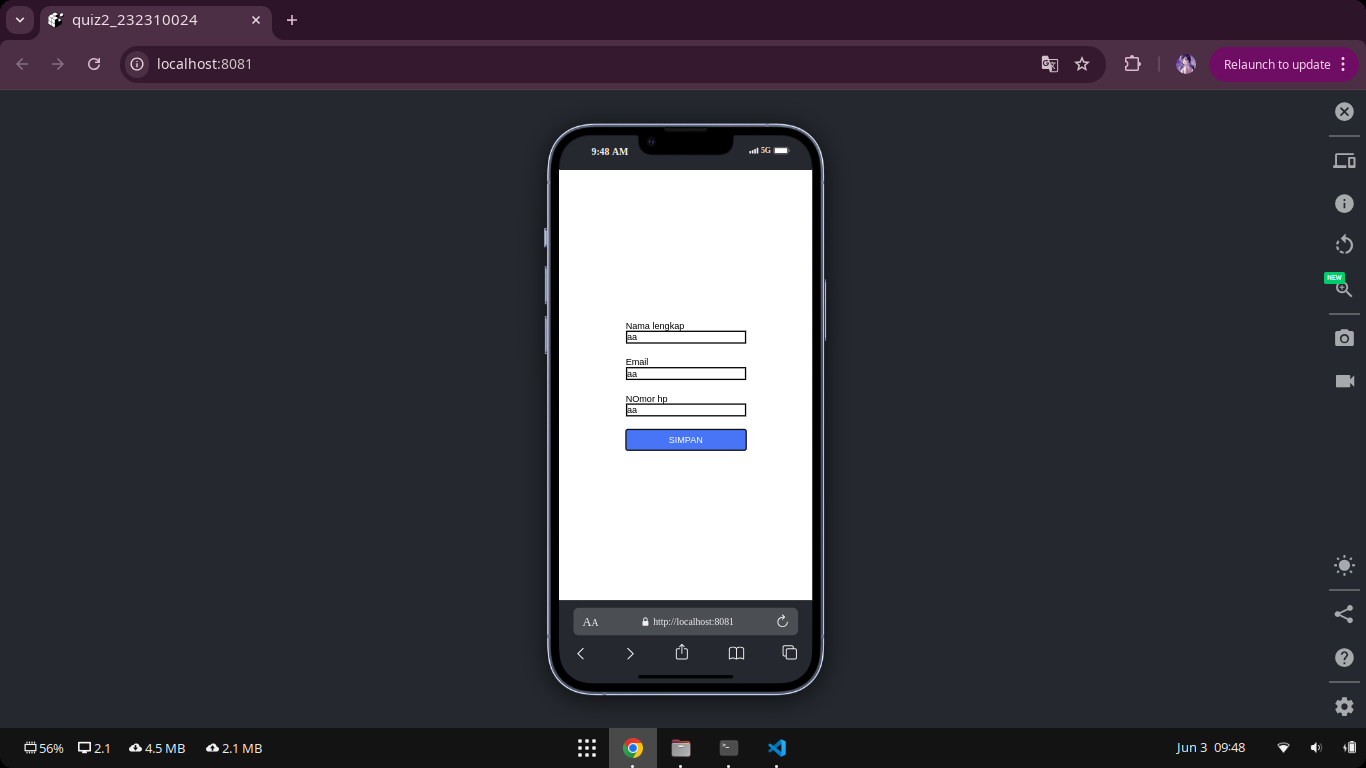 quiz2_232310024
localhost:8081
Relaunch to update
9:48 AM
5G
NEW
Nama lengkap
aa
Email
aa
NOmor hp
aa
SIMPAN
AA
http://localhost:8081
56%
2.1
4.5 MB
2.1 MB
Jun 3 09:48